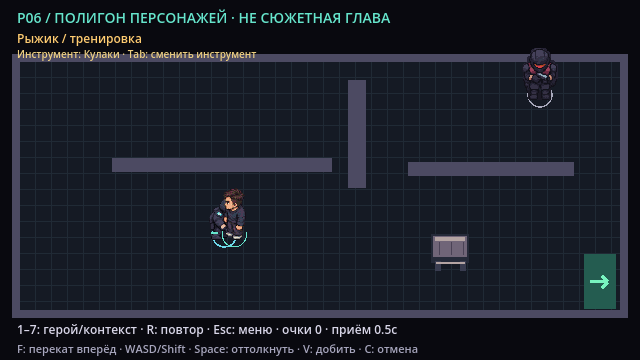 P06 / ПОЛИГОН ПЕРСОНАЖЕЙ · НЕ СЮЖЕТНАЯ ГЛАВА
Рыжик / тренировка
Инструмент: Кулаки · Tab: сменить инструмент
1–7: герой/контекст · R: повтор · Esc: меню · очки 0 · приём 0.5с
F: перекат вперёд · WASD/Shift · Space: оттолкнуть · V: добить · C: отмена